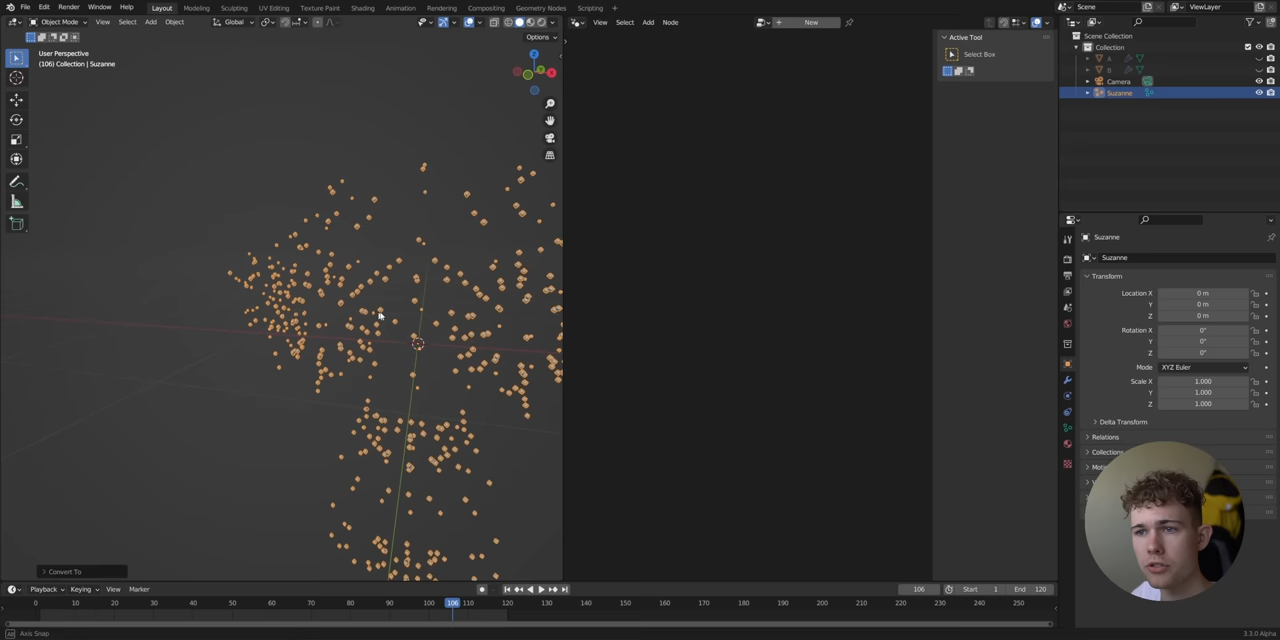 File Edit Render Window Help
Layout Modeling Sculpting UV Editing Texture Paint Shading Animation Rendering Compositing Geometry Nodes Scripting +
Scene
ViewLayer
Object Mode View Select Add Object
Global
View Select Add Node
+ New
Options
User Perspective
(106) Collection | Suzanne
Z
X
Y
Active Tool
Select Box
Scene Collection
Collection
A
B
Camera
Suzanne
Suzanne
Suzanne
Transform
Location X 0 m
Y 0 m
Z 0 m
Rotation X 0°
Y 0°
Z 0°
Mode XYZ Euler
Scale X 1.000
Y 1.000
Z 1.000
Delta Transform
Relations
Convert To
Playback Keying View Marker
106
Start 1
End 120
0 10 20 30 40 50 60 70 80 90 100 106 110 120 130 140 150 160 170 180 190 200 210 220 230 240 250
Axis Snap
3.3.0 Alpha